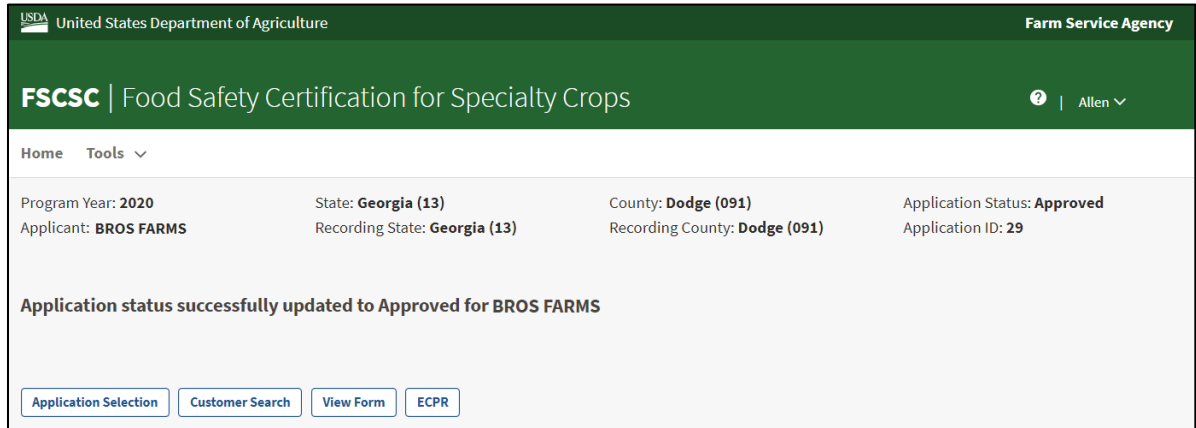 USDA United States Department of Agriculture Farm Service Agency
FSCSC | Food Safety Certification for Specialty Crops ? | Allen
Home Tools
Program Year: 2020 State: Georgia (13) County: Dodge (091) Application Status: Approved
Applicant: BROS FARMS Recording State: Georgia (13) Recording County: Dodge (091) Application ID: 29
Application status successfully updated to Approved for BROS FARMS
Application Selection Customer Search View Form ECPR